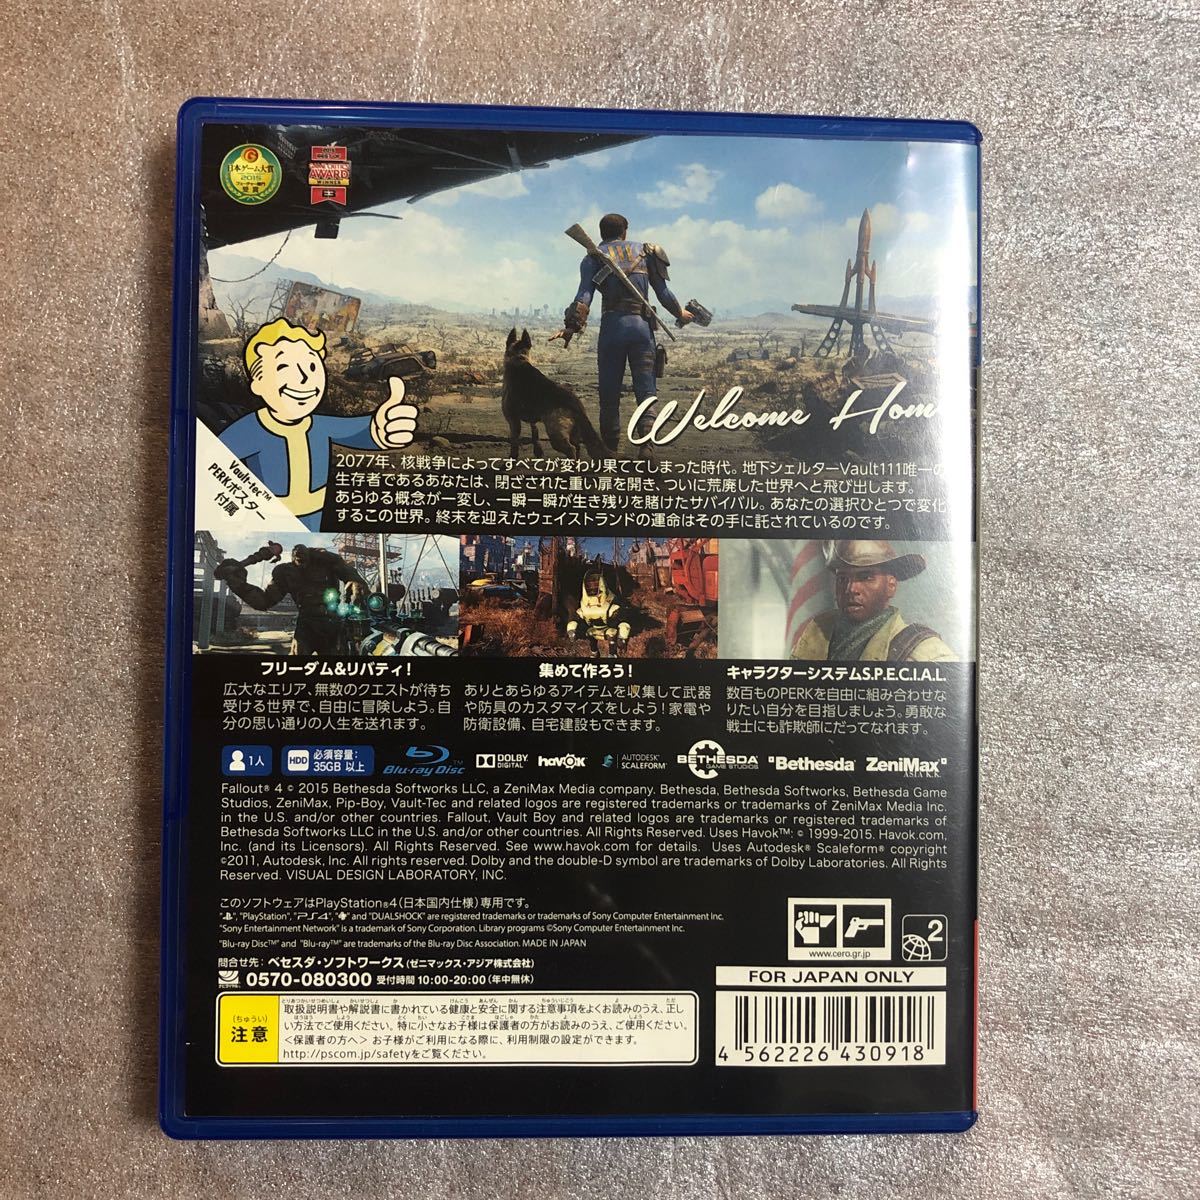 日本ゲーム大賞
2015
フューチャー部門
受賞
2015
BEST OF
GAME CRITICS
AWARD
WINNER
E3
Welcome Hom
Vault-tec™
PERKポスター
付属
2077年、核戦争によってすべてが変わり果ててしまった時代。地下シェルターVault111唯一の
生存者であるあなたは、閉ざされた重い扉を開き、ついに荒廃した世界へと飛び出します。
あらゆる概念が一変し、一瞬一瞬が生き残りを賭けたサバイバル。あなたの選択ひとつで変化
するこの世界。終末を迎えたウェイストランドの運命はその手に託されているのです。
フリーダム&リバティ!
広大なエリア、無数のクエストが待ち
受ける世界で、自由に冒険しよう。自
分の思い通りの人生を送れます。
集めて作ろう!
ありとあらゆるアイテムを収集して武器
や防具のカスタマイズをしよう!家電や
防衛設備、自宅建設もできます。
キャラクターシステムS.P.E.C.I.A.L.
数百ものPERKを自由に組み合わせな
りたい自分を目指しましょう。勇敢な
戦士にも詐欺師にだってなれます。
1人
HDD 必須容量:
35GB 以上
Blu-ray Disc™
DOLBY
DIGITAL
havok
AUTODESK
SCALEFORM
BETHESDA
GAME STUDIOS
Bethesda
ZeniMax
ASIA K.K.
Fallout® 4 © 2015 Bethesda Softworks LLC, a ZeniMax Media company. Bethesda, Bethesda Softworks, Bethesda Game
Studios, ZeniMax, Pip-Boy, Vault-Tec and related logos are registered trademarks or trademarks of ZeniMax Media Inc.
in the U.S. and/or other countries. Fallout, Vault Boy and related logos are trademarks or registered trademarks of
Bethesda Softworks LLC in the U.S. and/or other countries. All Rights Reserved. Uses Havok™; © 1999-2015. Havok.com,
Inc. (and its Licensors). All Rights Reserved. See www.havok.com for details. Uses Autodesk® Scaleform® copyright
©2011, Autodesk, Inc. All rights reserved. Dolby and the double-D symbol are trademarks of Dolby Laboratories. All Rights
Reserved. VISUAL DESIGN LABORATORY, INC.
このソフトウェアはPlayStation®4(日本国内仕様)専用です。
"", "PlayStation", "PS4", "" and "DUALSHOCK" are registered trademarks or trademarks of Sony Computer Entertainment Inc.
"Sony Entertainment Network" is a trademark of Sony Corporation. Library programs ©Sony Computer Entertainment Inc.
"Blu-ray Disc™" and "Blu-ray™" are trademarks of the Blu-ray Disc Association. MADE IN JAPAN
問合せ先: ベセスダ・ソフトワークス (ゼニマックス・アジア株式会社)
ナビダイヤル 0570-080300 受付時間 10:00-20:00 (年中無休)
www.cero.gr.jp
2
FOR JAPAN ONLY
4 562226 430918
(ちゅうい)
注意
取扱説明書や解説書に書かれている健康と安全に関する注意事項をよくお読みのうえ、正し
い方法でご使用ください。特に小さなお子様は保護者の方がお読みのうえ、ご使用ください。
<保護者の方へ> お子様がご利用になる際に、利用制限の設定ができます。
http://pscom.jp/safetyをご覧ください。